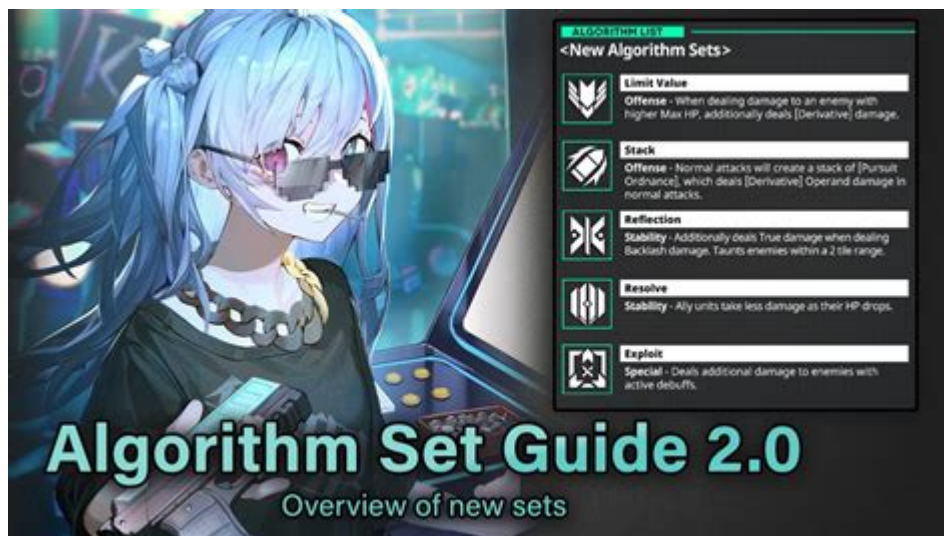 ALGORITHM LIST
<New Algorithm Sets>
Limit Value
Offense - When dealing damage to an enemy with
higher Max HP, additionally deals [Derivative] damage.
Stack
Offense - Normal attacks will create a stack of [Pursuit
Ordnance], which deals [Derivative] Operand damage in
normal attacks.
Reflection
Stability - Additionally deals True damage when dealing
Backlash damage. Taunts enemies within a 2 tile range.
Resolve
Stability - Ally units take less damage as their HP drops.
Exploit
Special - Deals additional damage to enemies with
active debuffs.
Algorithm Set Guide 2.0
Overview of new sets